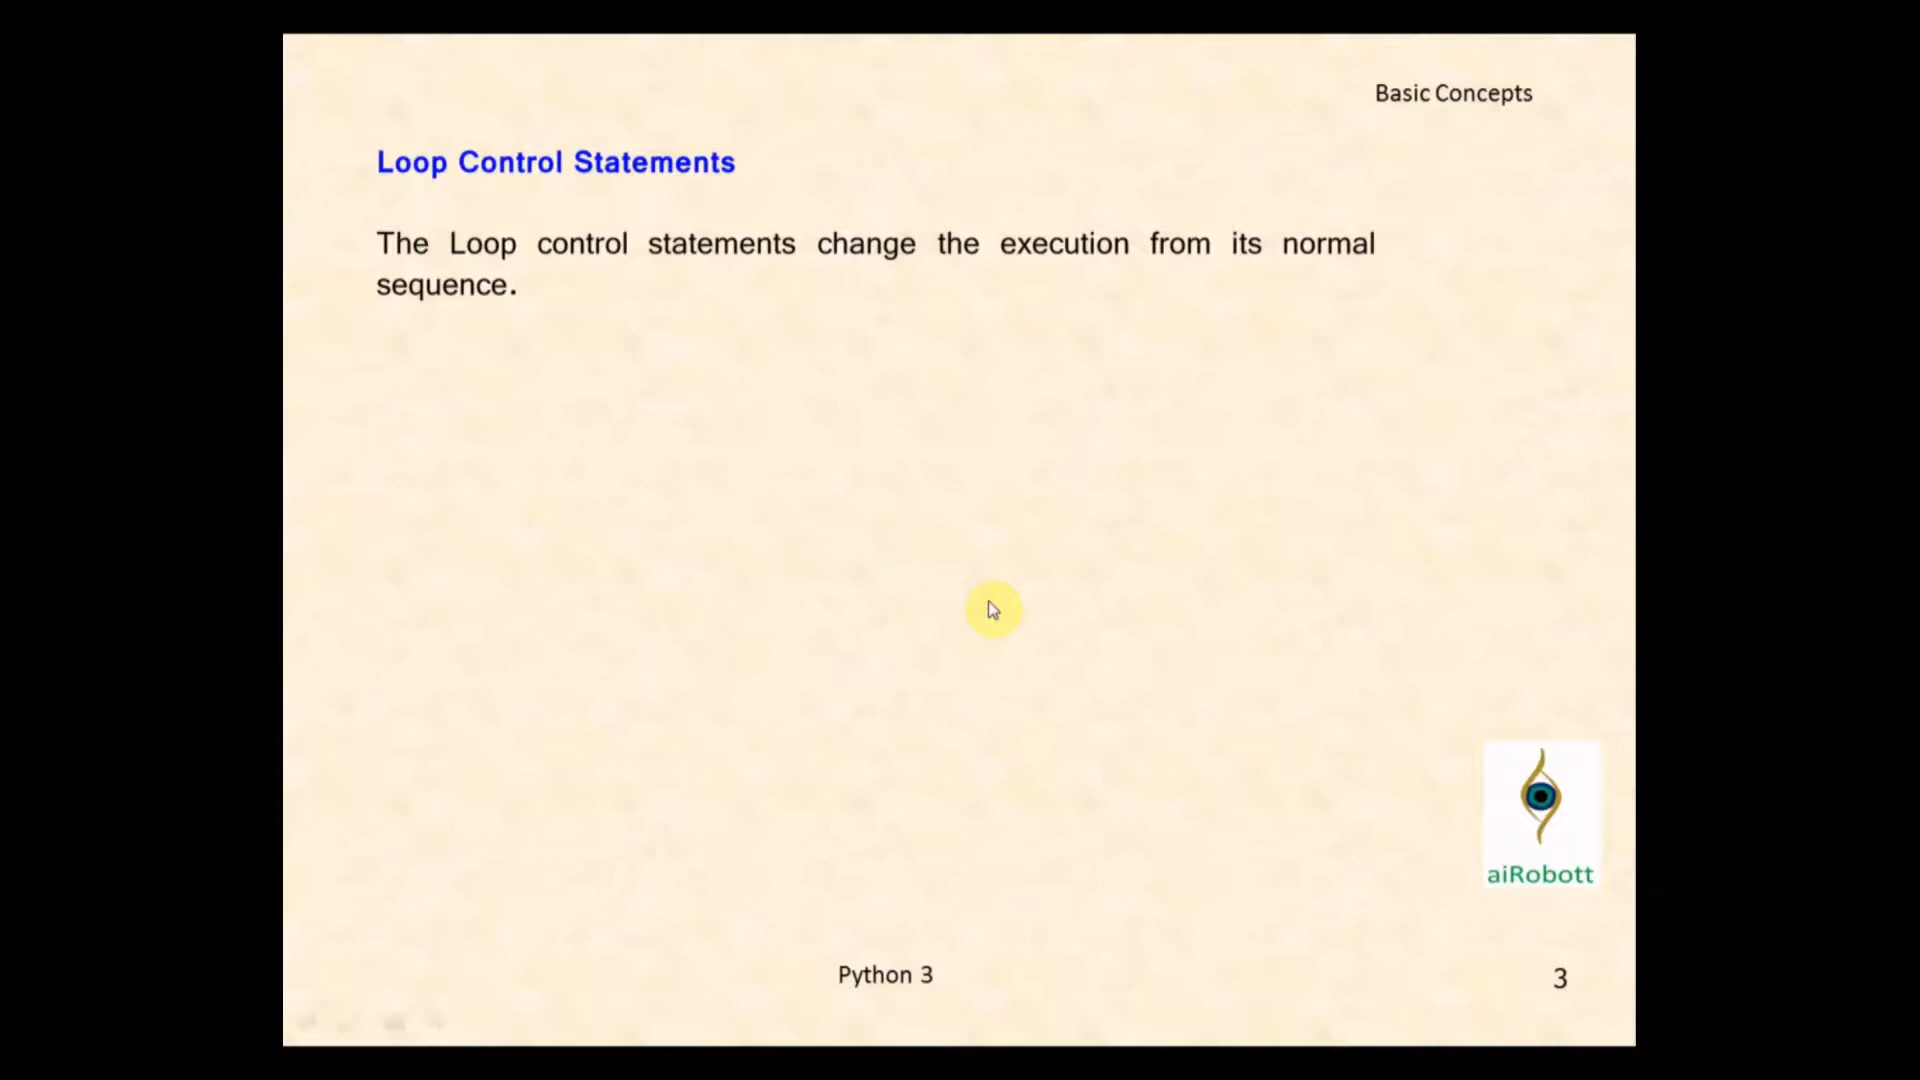 Basic Concepts
Loop Control Statements
The Loop control statements change the execution from its normal
sequence.
aiRobott
Python 3
3